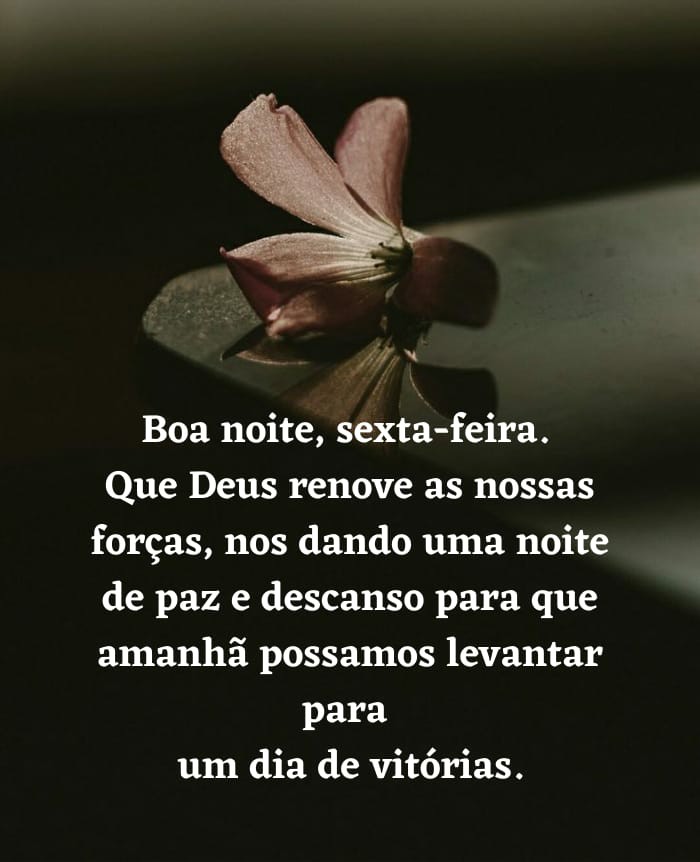 Boa noite, sexta-feira.
Que Deus renove as nossas
forças, nos dando uma noite
de paz e descanso para que
amanhã possamos levantar
para
um dia de vitórias.